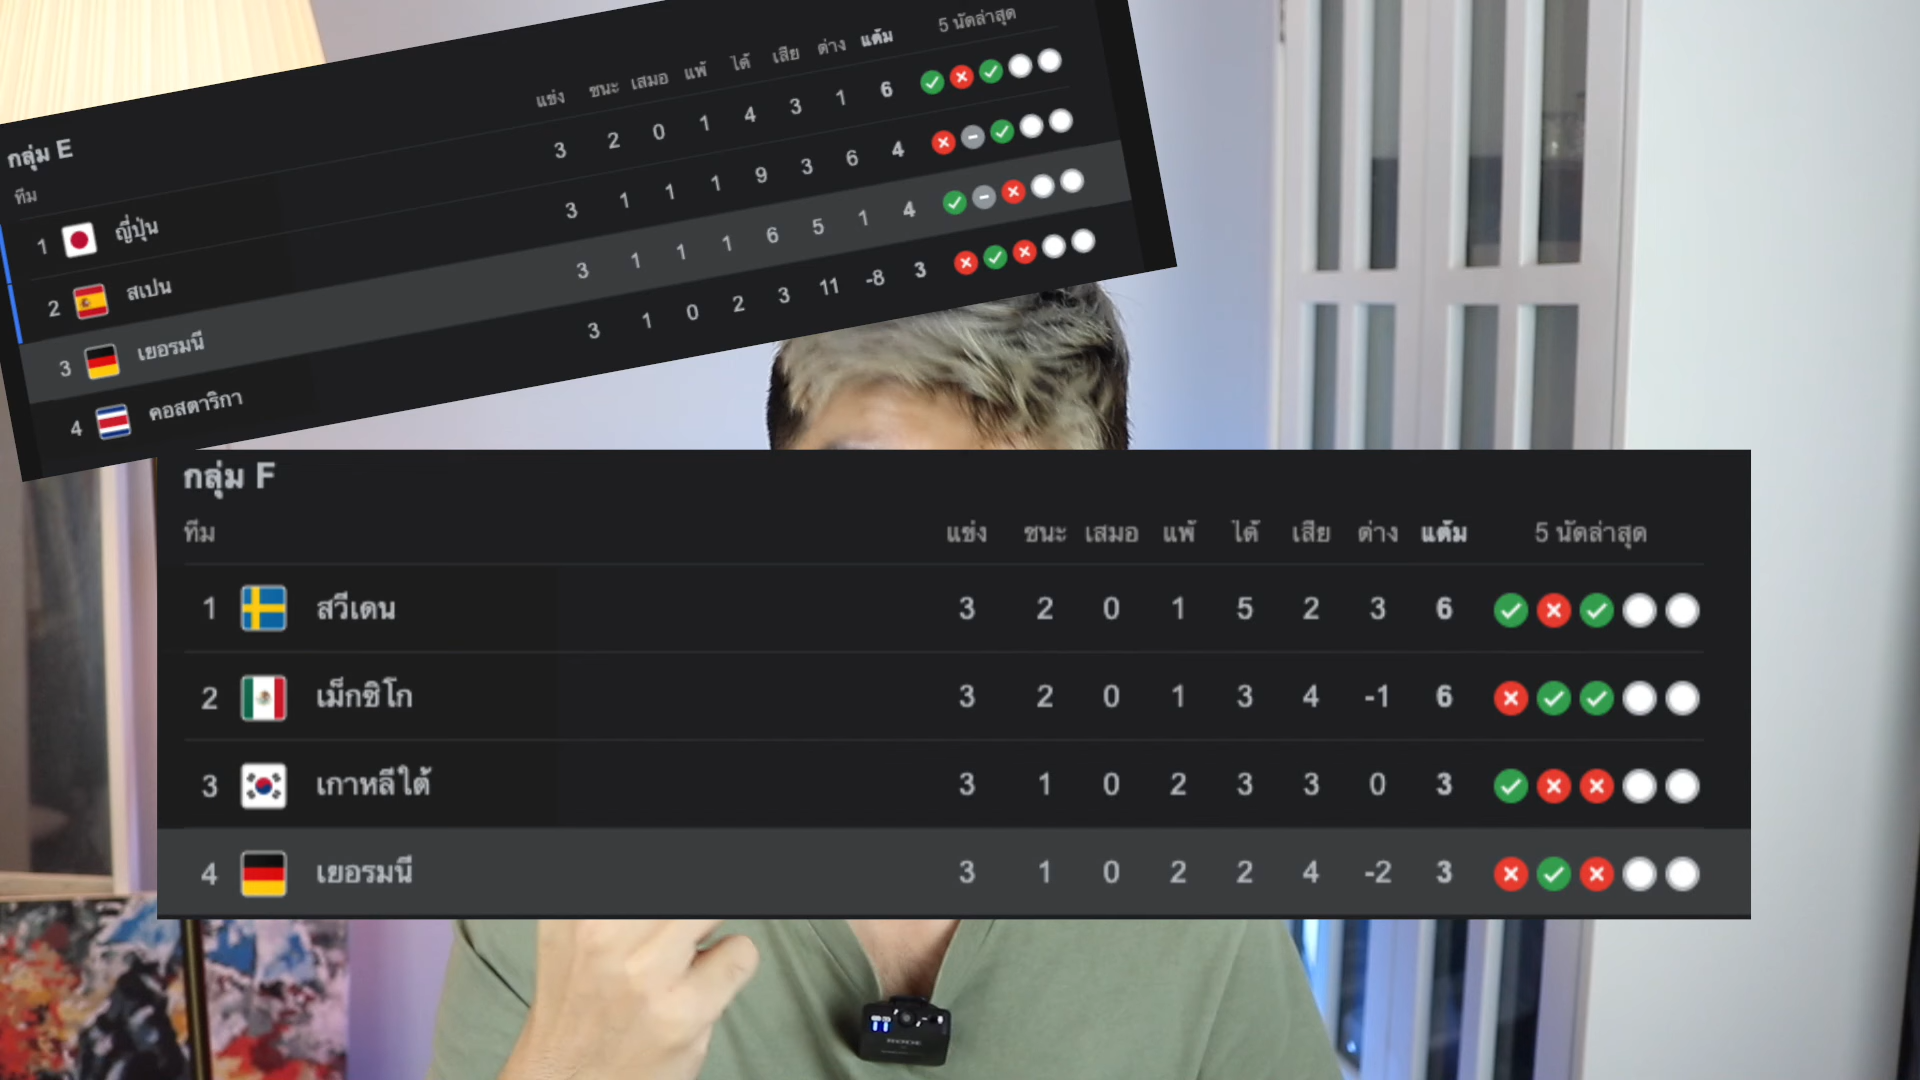 กลุ่ม E
ทีม แข่ง ชนะ เสมอ แพ้ ได้ เสีย ต่าง แต้ม 5 นัดล่าสุด
1 ญี่ปุ่น 3 2 0 1 4 3 1 6
2 สเปน 3 1 1 1 9 3 6 4
3 เยอรมนี 3 1 1 1 6 5 1 4
4 คอสตาริกา 3 1 0 2 3 11 -8 3
กลุ่ม F
ทีม แข่ง ชนะ เสมอ แพ้ ได้ เสีย ต่าง แต้ม 5 นัดล่าสุด
1 สวีเดน 3 2 0 1 5 2 3 6
2 เม็กซิโก 3 2 0 1 3 4 -1 6
3 เกาหลีใต้ 3 1 0 2 3 3 0 3
4 เยอรมนี 3 1 0 2 2 4 -2 3
RODE